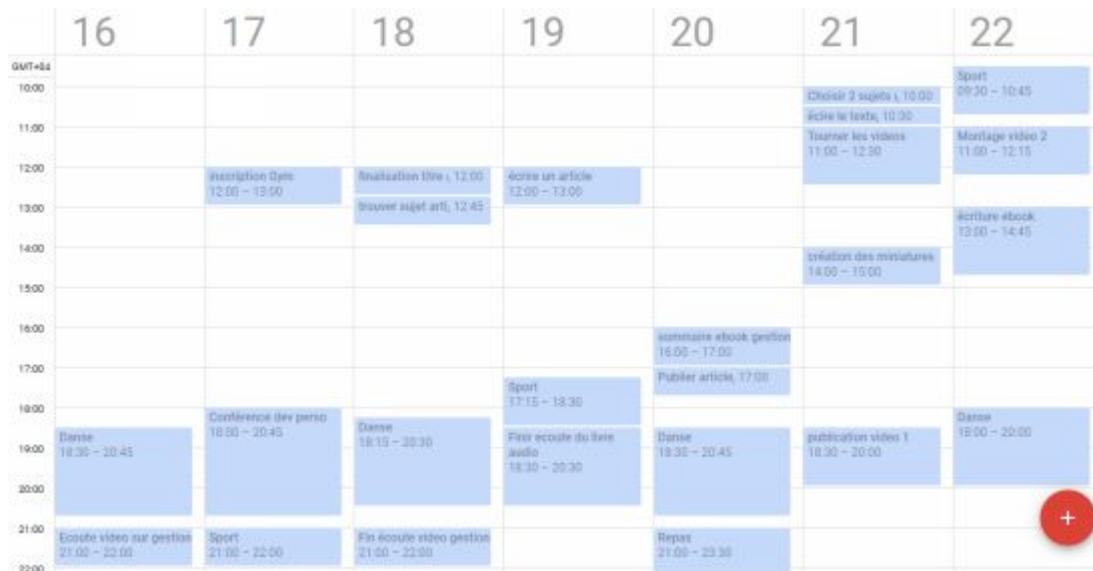 16 17 18 19 20 21 22
GMT+04
10:00
11:00
12:00
13:00
14:00
15:00
16:00
17:00
18:00
19:00
20:00
21:00
22:00
Danse
18:30 – 20:45
Ecoute video sur gestion
21:00 – 22:00
inscription Gym
12:00 – 13:00
Conférence dev perso
18:00 – 20:45
Sport
21:00 – 22:00
finalisation titre (, 12:00
trouver sujet arti, 12:45
Danse
18:15 – 20:30
Fin écoute video gestion
21:00 – 22:00
écrire un article
12:00 – 13:00
Sport
17:15 – 18:30
Finir ecoute du livre
audio
18:30 – 20:30
sommaire ebook gestion
16:00 – 17:00
Publier article, 17:00
Danse
18:30 – 20:45
Repas
21:00 – 23:30
Choisir 2 sujets (, 10:00
écire le texte, 10:30
Tourner les videos
11:00 – 12:30
création des miniatures
14:00 – 15:00
publication video 1
18:30 – 20:00
Sport
09:30 – 10:45
Montage video 2
11:00 – 12:15
écriture ebook
13:00 – 14:45
Danse
18:00 – 20:00
+